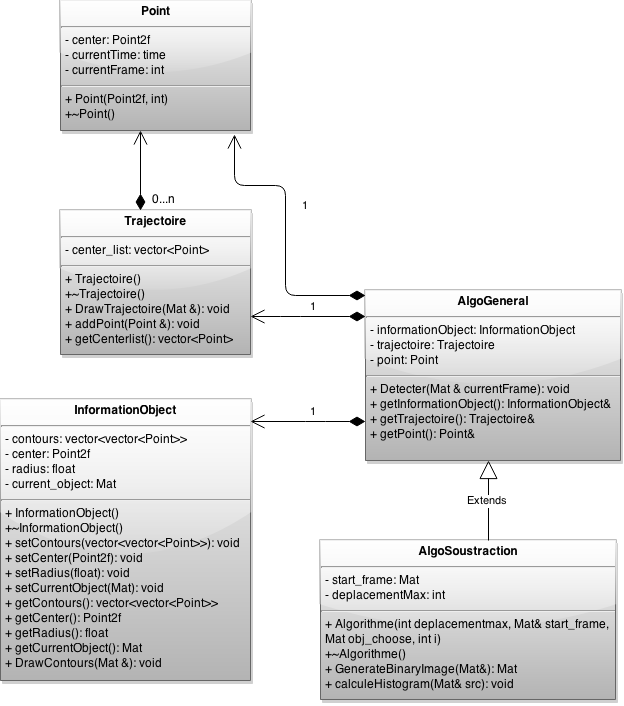 Point
- center: Point2f
- currentTime: time
- currentFrame: int
+ Point(Point2f, int)
+~Point()
0...n
1
Trajectoire
- center_list: vector<Point>
+ Trajectoire()
+~Trajectoire()
+ DrawTrajectoire(Mat &): void
+ addPoint(Point &): void
+ getCenterlist(): vector<Point>
1
AlgoGeneral
- informationObject: InformationObject
- trajectoire: Trajectoire
- point: Point
+ Detecter(Mat & currentFrame): void
+ getInformationObject(): InformationObject&
+ getTrajectoire(): Trajectoire&
+ getPoint(): Point&
1
InformationObject
- contours: vector<vector<Point>>
- center: Point2f
- radius: float
- current_object: Mat
+ InformationObject()
+~InformationObject()
+ setContours(vector<vector<Point>>): void
+ setCenter(Point2f): void
+ setRadius(float): void
+ setCurrentObject(Mat): void
+ getContours(): vector<vector<Point>>
+ getCenter(): Point2f
+ getRadius(): float
+ getCurrentObject(): Mat
+ DrawContours(Mat &): void
Extends
AlgoSoustraction
- start_frame: Mat
- deplacementMax: int
+ Algorithme(int deplacementmax, Mat& start_frame,
Mat obj_choose, int i)
+~Algorithme()
+ GenerateBinaryImage(Mat&): Mat
+ calculeHistogram(Mat& src): void